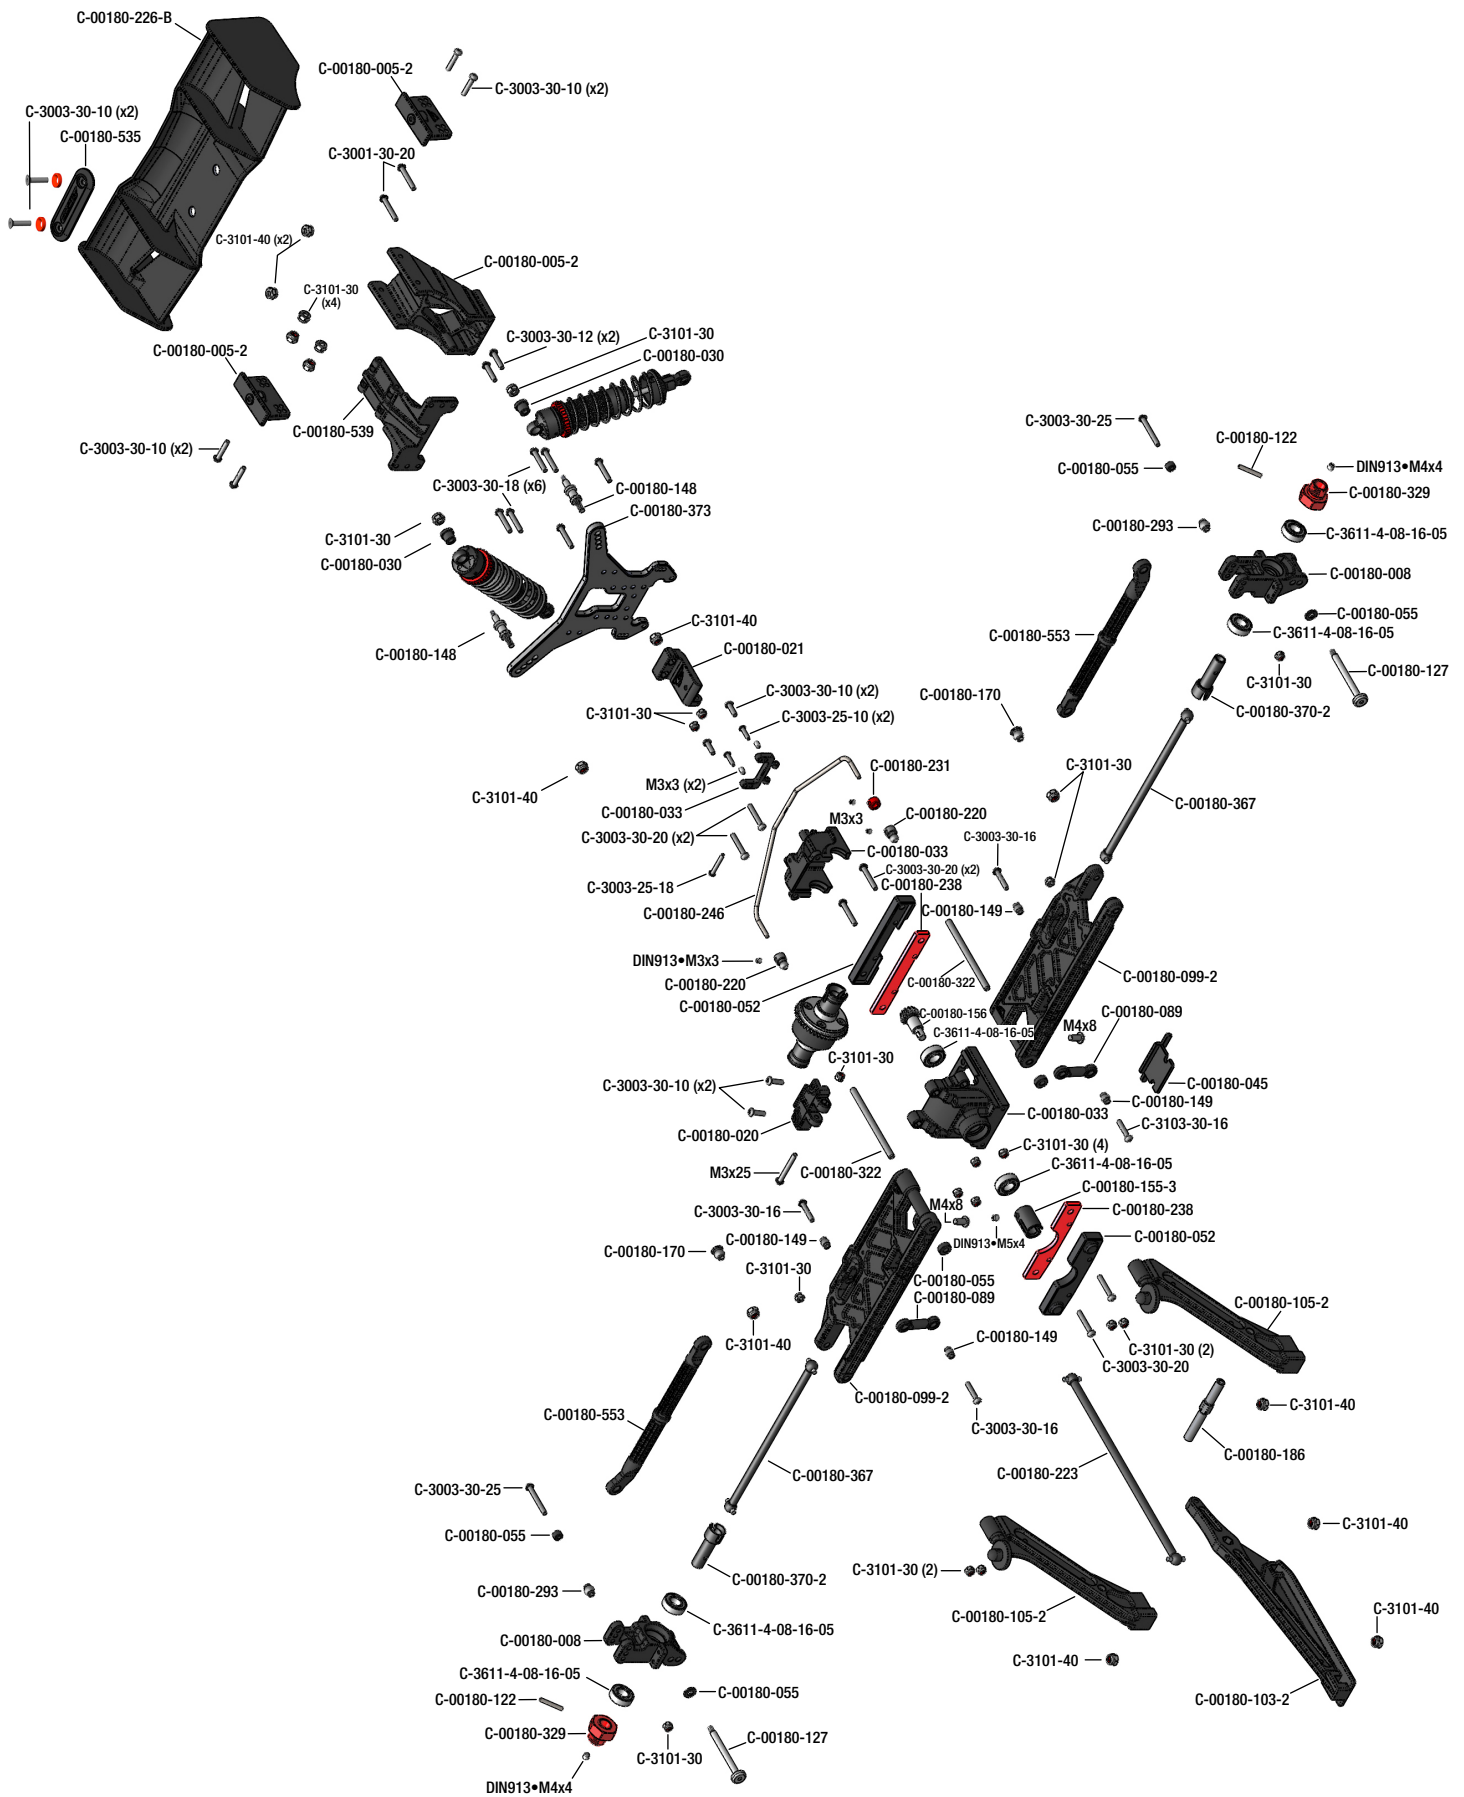 C-00180-226-B
C-00180-005-2
C-3003-30-10 (x2)
C-3003-30-10 (x2)
C-00180-535
C-3001-30-20
C-3101-40 (x2)
C-00180-005-2
C-3101-30
(x4)
C-3003-30-12 (x2)
C-3101-30
C-00180-005-2
C-00180-030
C-00180-539
C-3003-30-10 (x2)
C-3003-30-25
C-00180-122
C-00180-055
DIN913•M4x4
C-00180-329
C-3003-30-18 (x6)
C-00180-148
C-00180-373
C-00180-293
C-3611-4-08-16-05
C-3101-30
C-00180-030
C-00180-008
C-00180-055
C-3101-40
C-00180-553
C-3611-4-08-16-05
C-00180-148
C-00180-021
C-00180-127
C-3101-30
C-3003-30-10 (x2)
C-00180-170
C-3101-30
C-3003-25-10 (x2)
C-00180-370-2
C-3101-30
C-00180-231
M3x3 (x2)
C-3101-40
C-00180-367
C-00180-033
C-00180-220
M3x3
C-3003-30-20 (x2)
C-3003-30-16
C-00180-033
C-3003-30-20 (x2)
C-00180-238
C-3003-25-18
C-00180-246
C-00180-149
DIN913•M3x3
C-00180-220
C-00180-322
C-00180-099-2
C-00180-052
C-00180-156
C-00180-089
M4x8
C-3611-4-08-16-05
C-3101-30
C-3003-30-10 (x2)
C-00180-045
C-00180-149
C-00180-033
C-3103-30-16
C-00180-020
C-3101-30 (4)
C-3611-4-08-16-05
M3x25
C-00180-322
C-00180-155-3
C-3003-30-16
M4x8
C-00180-238
C-00180-149
DIN913•M5x4
C-00180-052
C-00180-170
C-3101-30
C-00180-055
C-00180-089
C-00180-105-2
C-3101-40
C-00180-149
C-3101-30 (2)
C-3003-30-20
C-00180-099-2
C-3101-40
C-00180-553
C-3003-30-16
C-00180-186
C-00180-367
C-00180-223
C-3003-30-25
C-3101-40
C-00180-055
C-3101-30 (2)
C-00180-370-2
C-00180-293
C-3101-40
C-00180-105-2
C-3611-4-08-16-05
C-00180-008
C-3101-40
C-3611-4-08-16-05
C-00180-055
C-00180-122
C-00180-103-2
C-00180-329
C-00180-127
C-3101-30
DIN913•M4x4